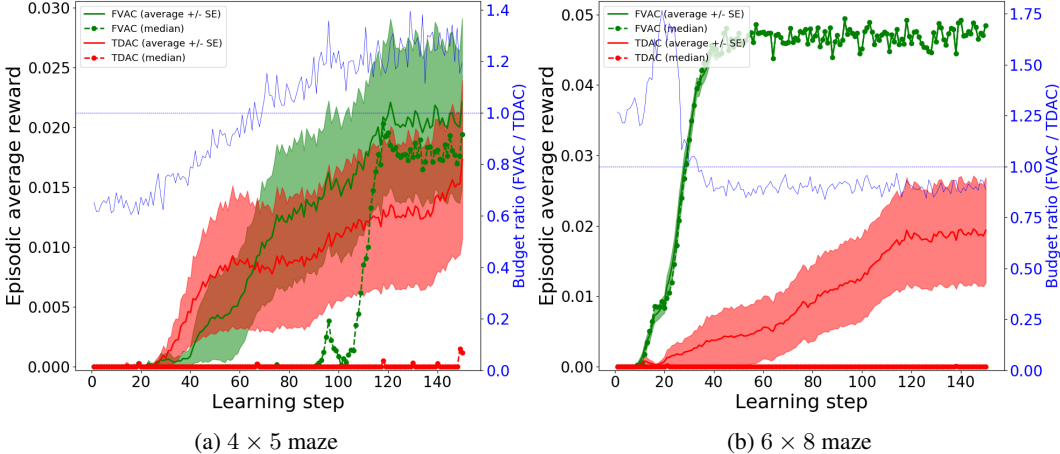 FVAC (average +/- SE)
FVAC (median)
TDAC (average +/- SE)
TDAC (median)
Episodic average reward
0.030
0.025
0.020
0.015
0.010
0.005
0.000
0 20 40 60 80 100 120 140
Learning step
1.4
1.2
1.0
0.8
0.6
0.4
0.2
0.0
Budget ratio (FVAC / TDAC)
(a) 4 × 5 maze
FVAC (average +/- SE)
FVAC (median)
TDAC (average +/- SE)
TDAC (median)
Episodic average reward
0.05
0.04
0.03
0.02
0.01
0.00
0 20 40 60 80 100 120 140
Learning step
1.75
1.50
1.25
1.00
0.75
0.50
0.25
0.00
Budget ratio (FVAC / TDAC)
(b) 6 × 8 maze